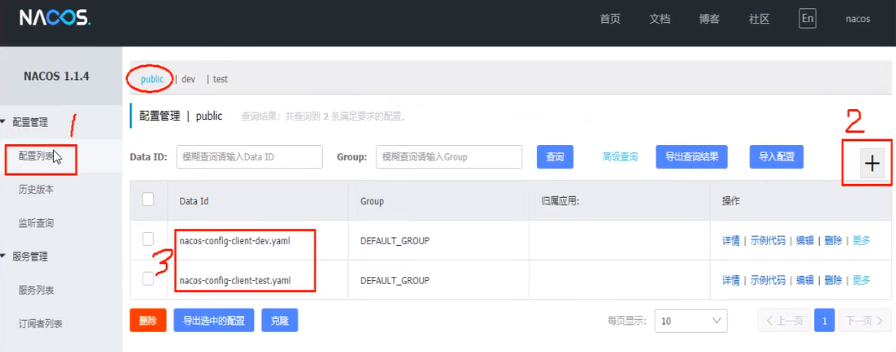 NACOS.
首页 文档 博客 社区 En nacos
NACOS 1.1.4
public | dev | test
配置管理 1
配置管理 | public 查询结果：共查询到 2 条满足要求的配置。
2
配置列表
Data ID: 模糊查询请输入Data ID Group: 模糊查询请输入Group 查询 高级查询 导出查询结果 导入配置 +
历史版本
Data Id Group 归属应用: 操作
监听查询
nacos-config-client-dev.yaml DEFAULT_GROUP 详情 | 示例代码 | 编辑 | 删除 | 更多
服务管理
3
nacos-config-client-test.yaml DEFAULT_GROUP 详情 | 示例代码 | 编辑 | 删除 | 更多
服务列表
删除 导出选中的配置 克隆 每页显示: 10 < 上一页 1 下一页 >
订阅者列表